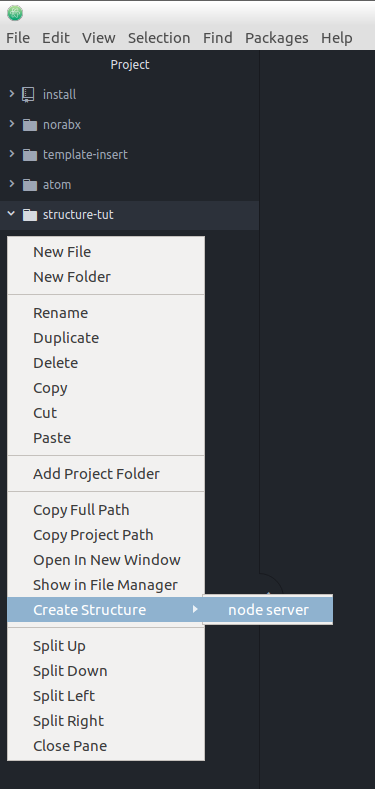 File Edit View Selection Find Packages Help
Project
install
norabx
template-insert
atom
structure-tut
New File
New Folder
Rename
Duplicate
Delete
Copy
Cut
Paste
Add Project Folder
Copy Full Path
Copy Project Path
Open In New Window
Show in File Manager
Create Structure node server
Split Up
Split Down
Split Left
Split Right
Close Pane